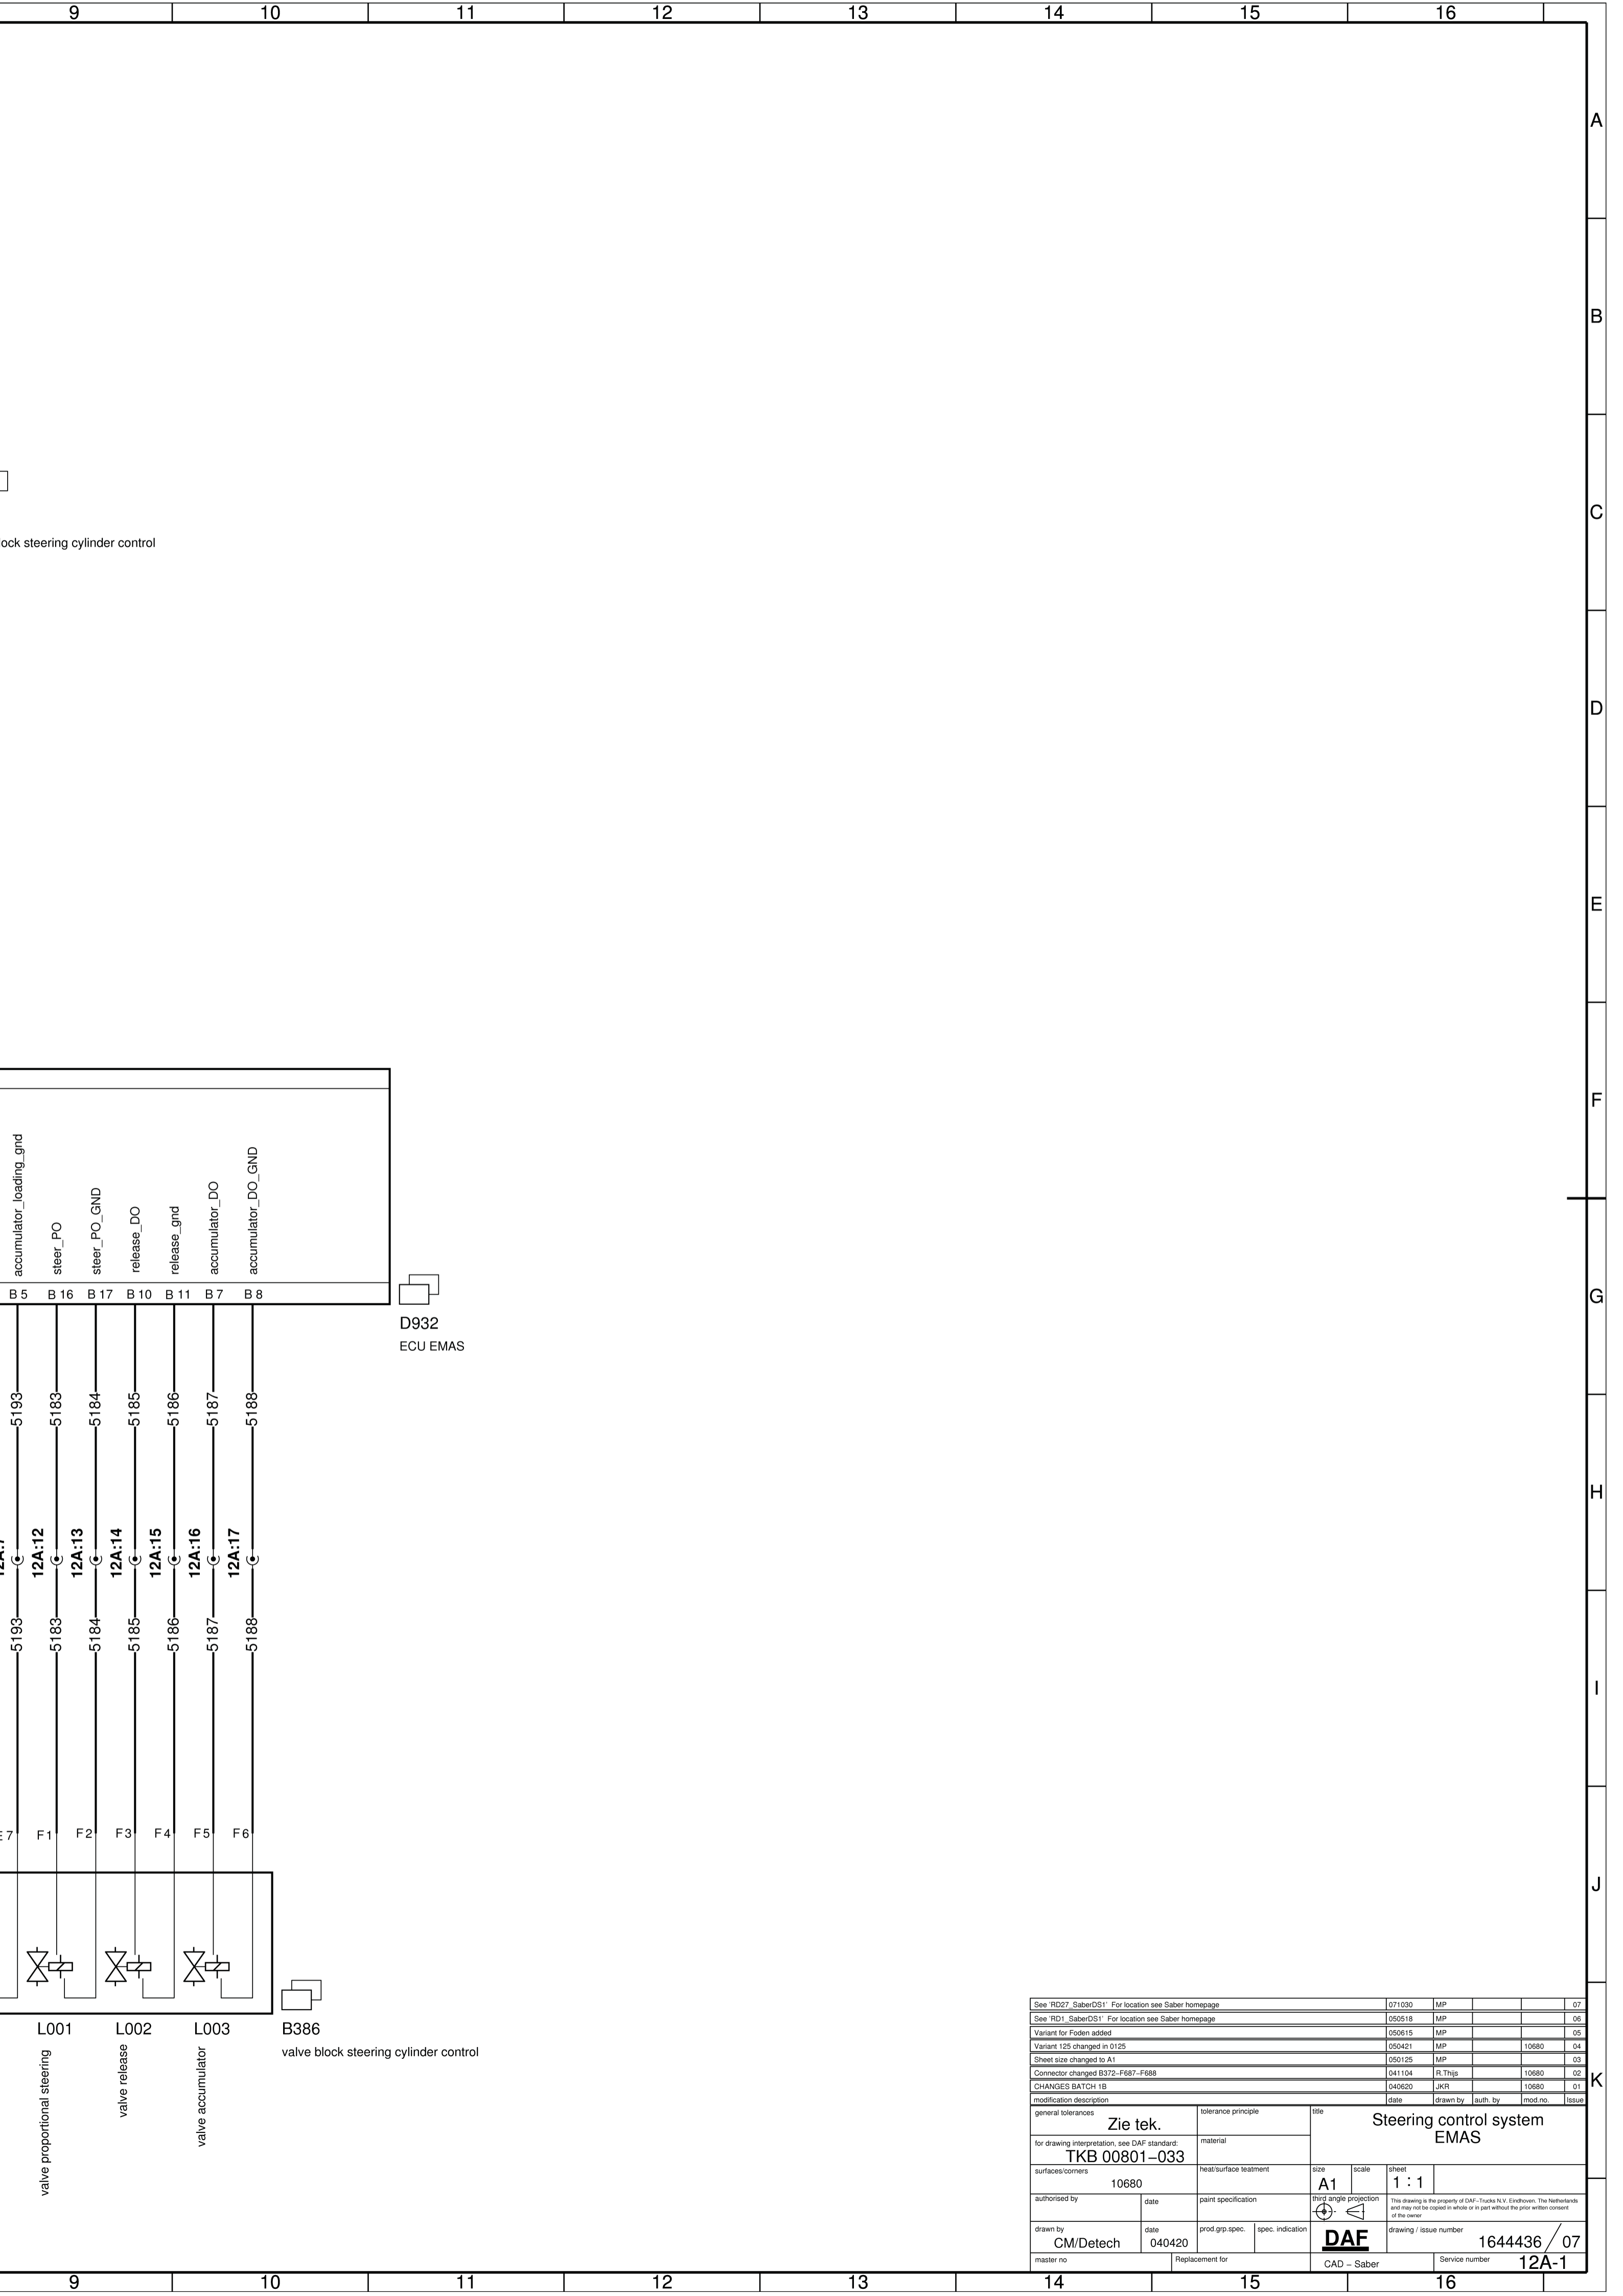 9 10 11 12 13 14 15 16
A
B
C
lock steering cylinder control
D
E
F
accumulator_loading_gnd
steer_PO
steer_PO_GND
release_DO
release_gnd
accumulator_DO
accumulator_DO_GND
B 5 B 16 B 17 B 10 B 11 B 7 B 8
G
D932
ECU EMAS
5193 5183 5184 5185 5186 5187 5188
H
12A:12 12A:13 12A:14 12A:15 12A:16 12A:17
5193 5183 5184 5185 5186 5187 5188
I
E 7 F 1 F 2 F 3 F 4 F 5 F 6
J
L001 L002 L003 B386
valve block steering cylinder control
valve proportional steering
valve release
valve accumulator
K
See 'RD27_SaberDS1' For location see Saber homepage 071030 MP 07
See 'RD1_SaberDS1' For location see Saber homepage 050518 MP 06
Variant for Foden added 050615 MP 05
Variant 125 changed in 0125 050421 MP 10680 04
Sheet size changed to A1 050125 MP 03
Connector changed B372–F687–F688 041104 R.Thijs 10680 02
CHANGES BATCH 1B 040620 JKR 10680 01
modification description date drawn by auth. by mod.no. Issue
general tolerances tolerance principle title
Zie tek. Steering control system
EMAS
for drawing interpretation, see DAF standard: material
TKB 00801–033
surfaces/corners heat/surface teatment size scale sheet
10680 A1 1 : 1
authorised by date paint specification third angle projection
This drawing is the property of DAF–Trucks N.V. Eindhoven. The Netherlands
and may not be copied in whole or in part without the prior written consent
of the owner
drawn by date prod.grp.spec. spec. indication drawing / issue number
CM/Detech 040420 DAF 1644436 / 07
master no Replacement for CAD – Saber Service number 12A-1
9 10 11 12 13 14 15 16